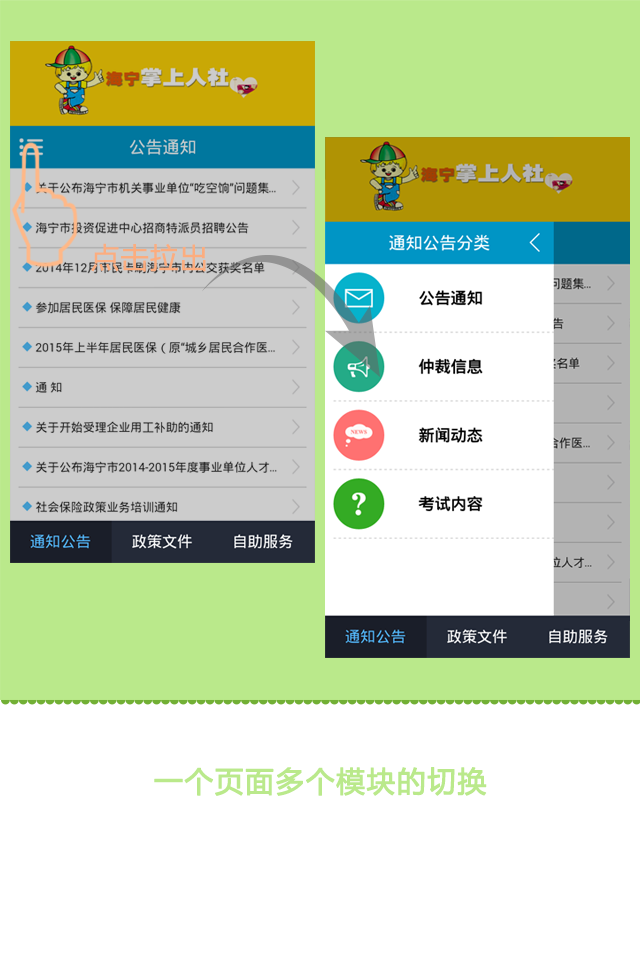 海宁掌上人社
公告通知
关于公布海宁市机关事业单位"吃空饷"问题集...
海宁市投资促进中心招商特派员招聘公告
点击拉出
2014年12月市民卡刷海宁市内公交获奖名单
参加居民医保 保障居民健康
2015年上半年居民医保（原"城乡居民合作医...
通 知
关于开始受理企业用工补助的通知
关于公布海宁市2014-2015年度事业单位人才...
社会保险政策业务培训通知
通知公告 政策文件 自助服务
海宁掌上人社
通知公告分类
公告通知
仲裁信息
NEWS
新闻动态
?
考试内容
问题集...
告
名单
合作医...
位人才...
通知公告 政策文件 自助服务
一个页面多个模块的切换